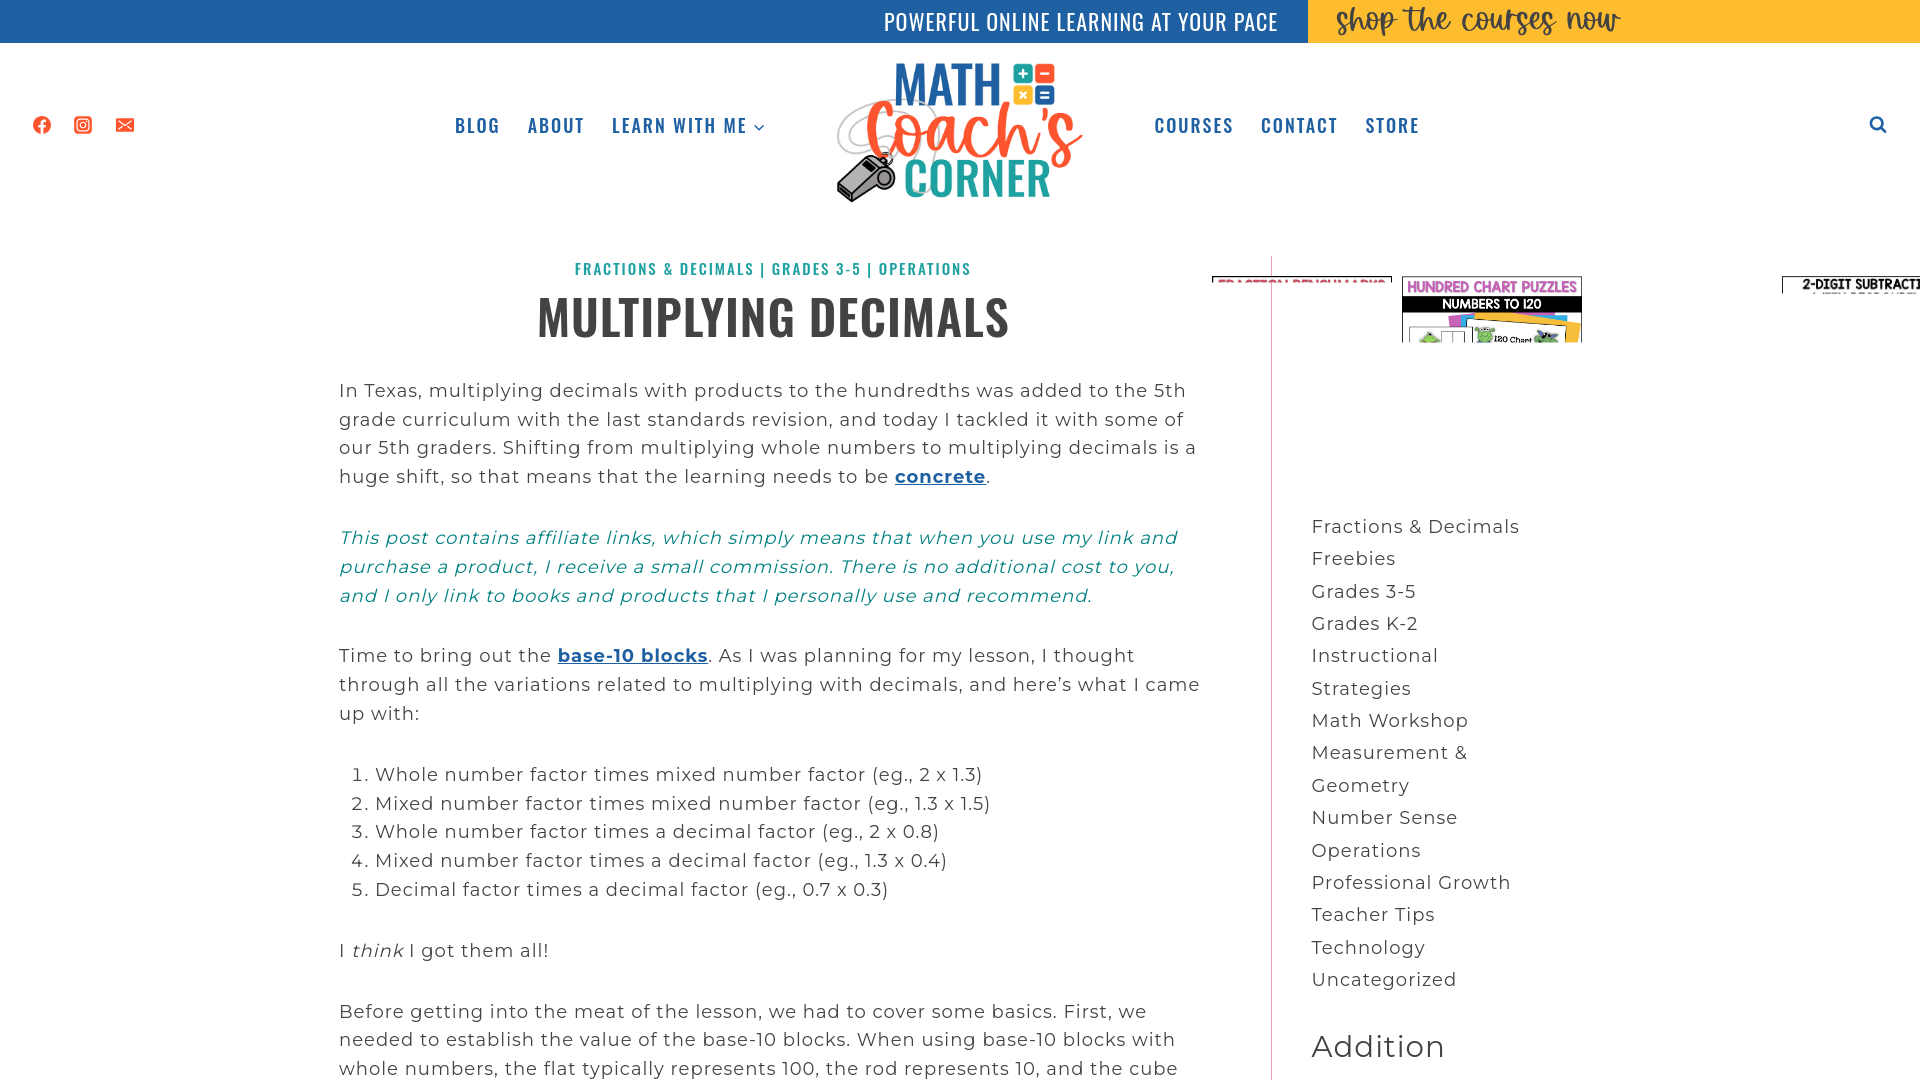 POWERFUL ONLINE LEARNING AT YOUR PACE
shop the courses now
BLOG
ABOUT
LEARN WITH ME
MATH
Coach's
CORNER
COURSES
CONTACT
STORE
FRACTIONS & DECIMALS | GRADES 3-5 | OPERATIONS
MULTIPLYING DECIMALS
In Texas, multiplying decimals with products to the hundredths was added to the 5th
grade curriculum with the last standards revision, and today I tackled it with some of
our 5th graders. Shifting from multiplying whole numbers to multiplying decimals is a
huge shift, so that means that the learning needs to be concrete.
This post contains affiliate links, which simply means that when you use my link and
purchase a product, I receive a small commission. There is no additional cost to you,
and I only link to books and products that I personally use and recommend.
Time to bring out the base-10 blocks. As I was planning for my lesson, I thought
through all the variations related to multiplying with decimals, and here’s what I came
up with:
1. Whole number factor times mixed number factor (eg., 2 x 1.3)
2. Mixed number factor times mixed number factor (eg., 1.3 x 1.5)
3. Whole number factor times a decimal factor (eg., 2 x 0.8)
4. Mixed number factor times a decimal factor (eg., 1.3 x 0.4)
5. Decimal factor times a decimal factor (eg., 0.7 x 0.3)
I think I got them all!
Before getting into the meat of the lesson, we had to cover some basics. First, we
needed to establish the value of the base-10 blocks. When using base-10 blocks with
whole numbers, the flat typically represents 100, the rod represents 10, and the cube
HUNDRED CHART PUZZLES
NUMBERS TO 120
120 Chart
2-DIGIT SUBTRACTI
Fractions & Decimals
Freebies
Grades 3-5
Grades K-2
Instructional
Strategies
Math Workshop
Measurement &
Geometry
Number Sense
Operations
Professional Growth
Teacher Tips
Technology
Uncategorized
Addition